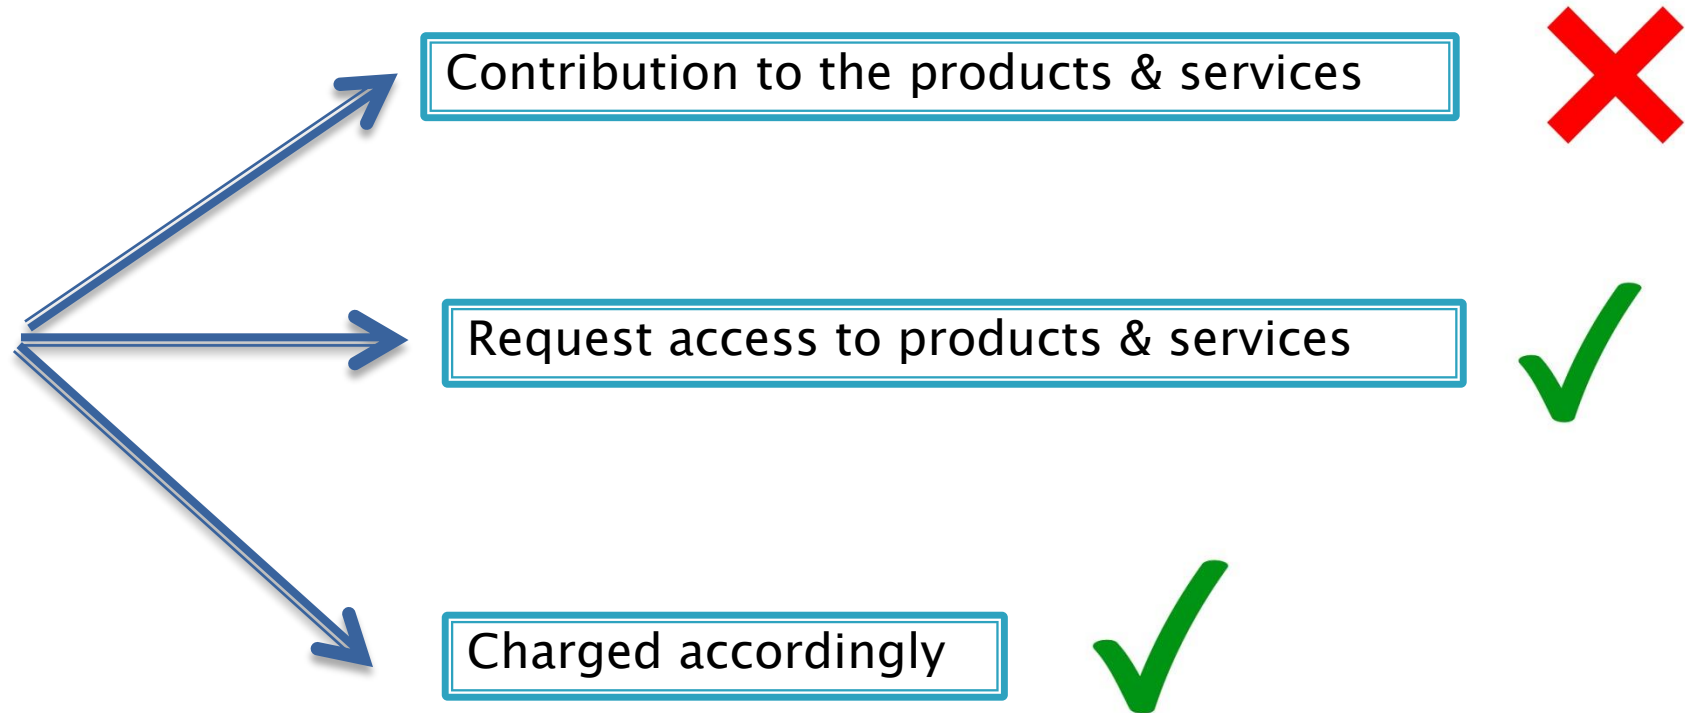 Contribution to the products & services
Request access to products & services
Charged accordingly